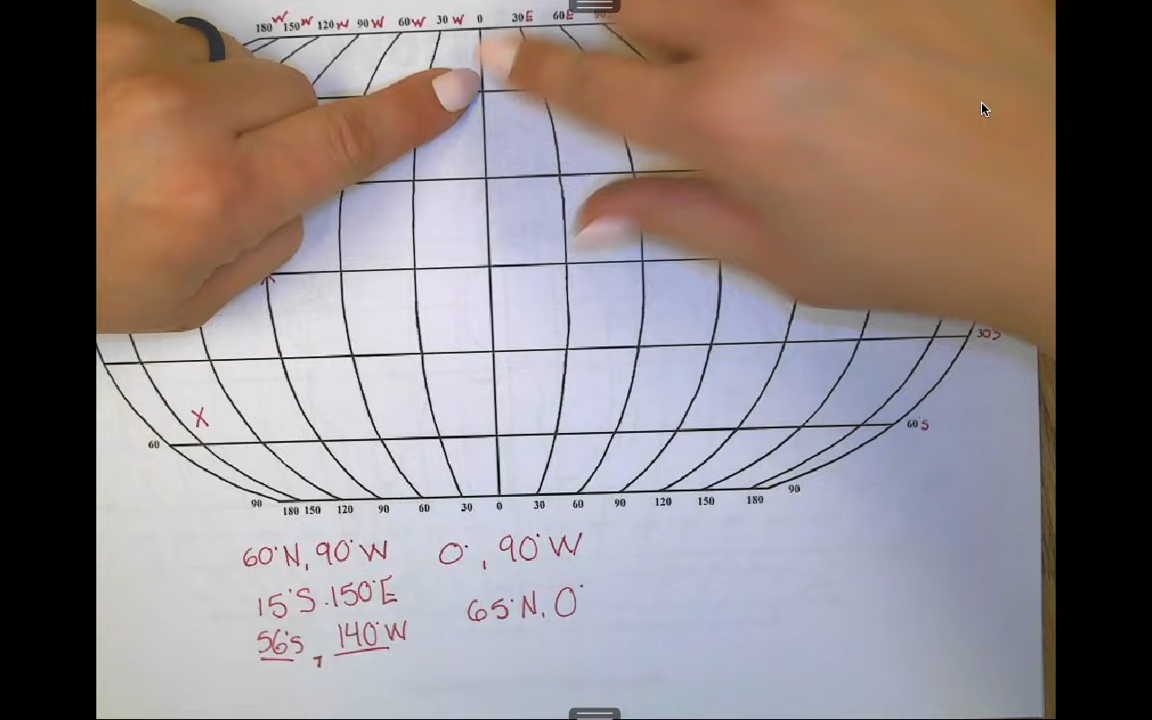 180 W 150 W 120 W 90 W 60 W 30 W 0 30 E 60 E 90
30 S
X
60 60 S
90 90
180 150 120 90 60 30 0 30 60 90 120 150 180
60°N, 90°W 0°, 90°W
15°S. 150°E 65°N, 0°
56°S, 140°W